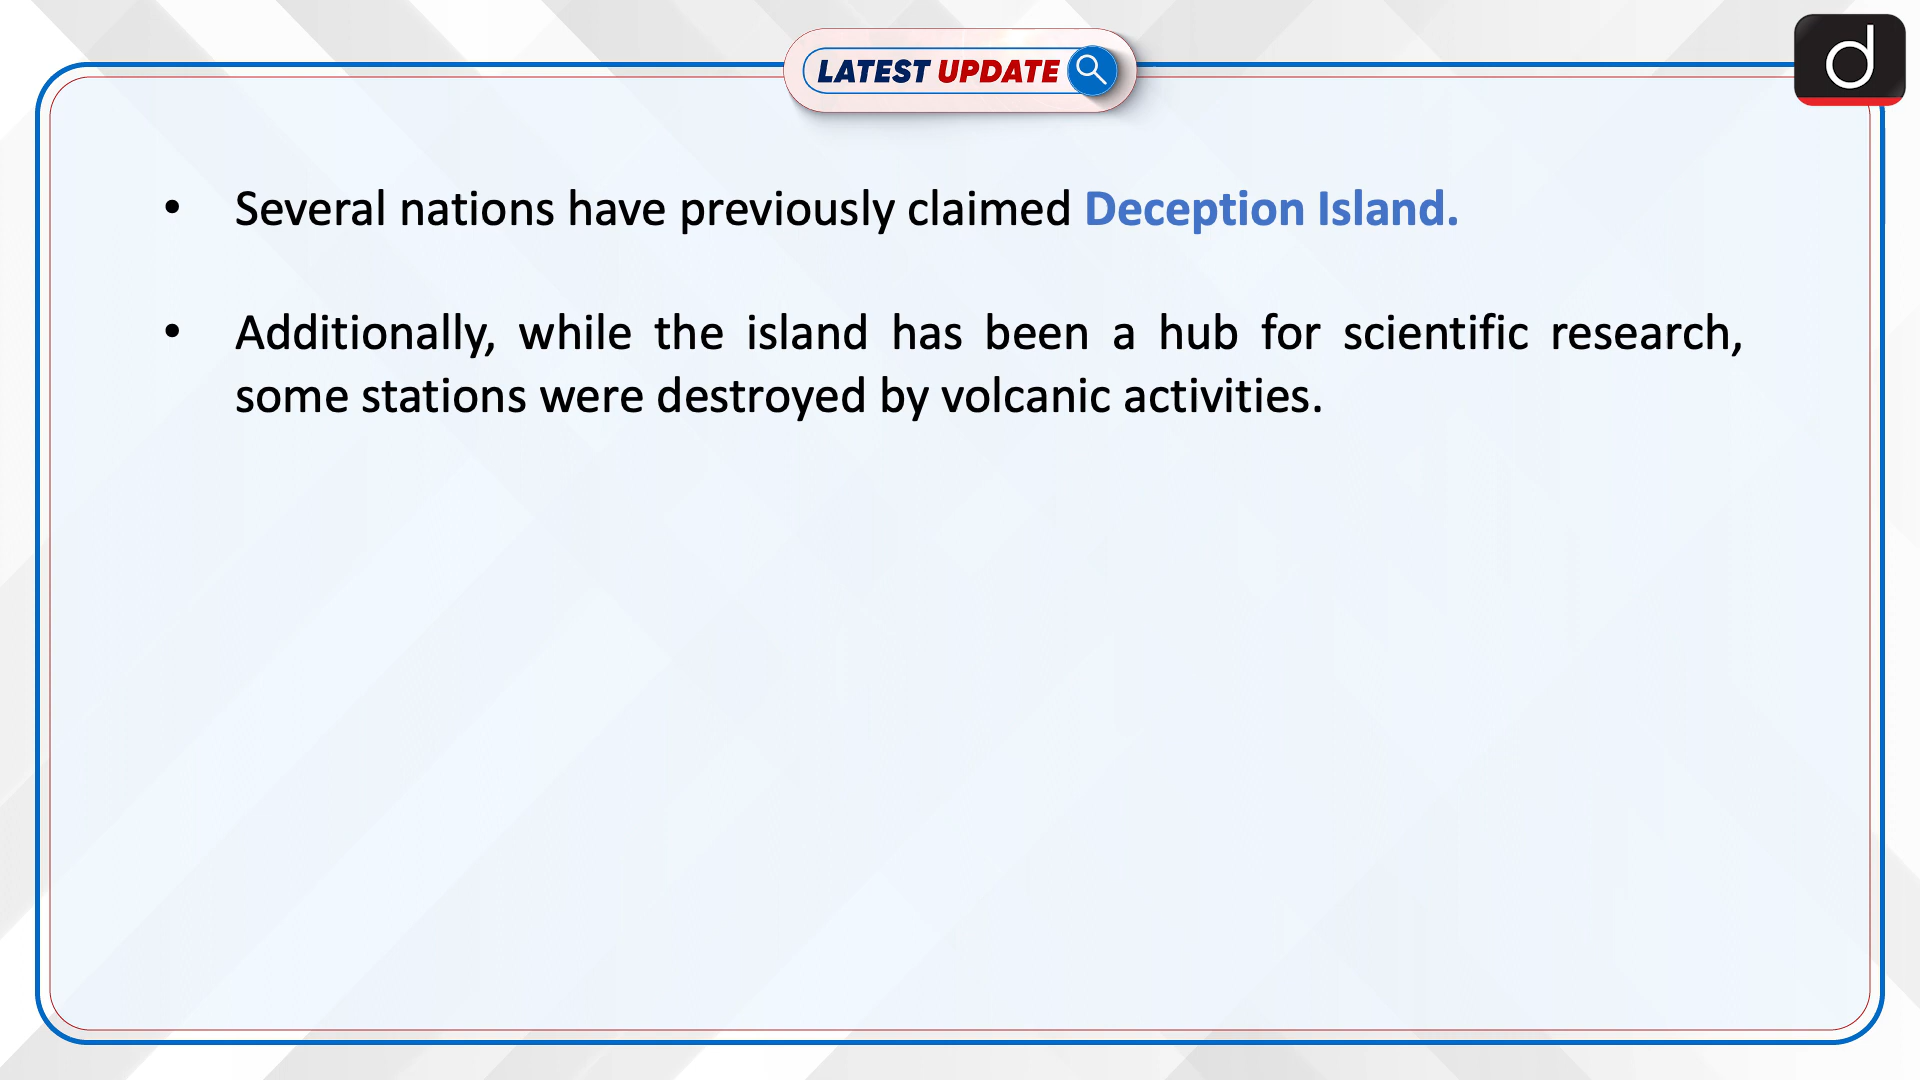 LATEST UPDATE
d
• Several nations have previously claimed Deception Island.
• Additionally, while the island has been a hub for scientific research,
some stations were destroyed by volcanic activities.